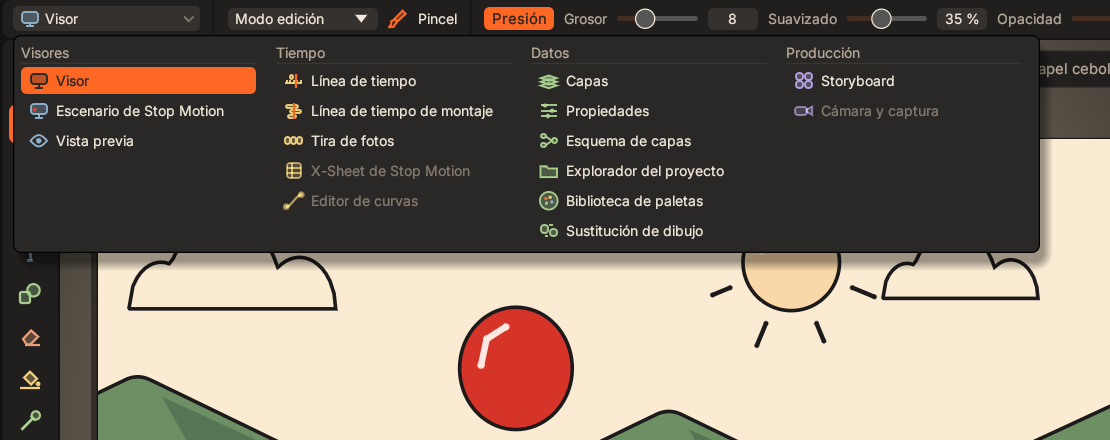 Visor
Modo edición
Pincel
Presión
Grosor
8
Suavizado
35 %
Opacidad
Visores
Visor
Escenario de Stop Motion
Vista previa
Tiempo
Línea de tiempo
Línea de tiempo de montaje
Tira de fotos
X-Sheet de Stop Motion
Editor de curvas
Datos
Capas
Propiedades
Esquema de capas
Explorador del proyecto
Biblioteca de paletas
Sustitución de dibujo
Producción
Storyboard
Cámara y captura